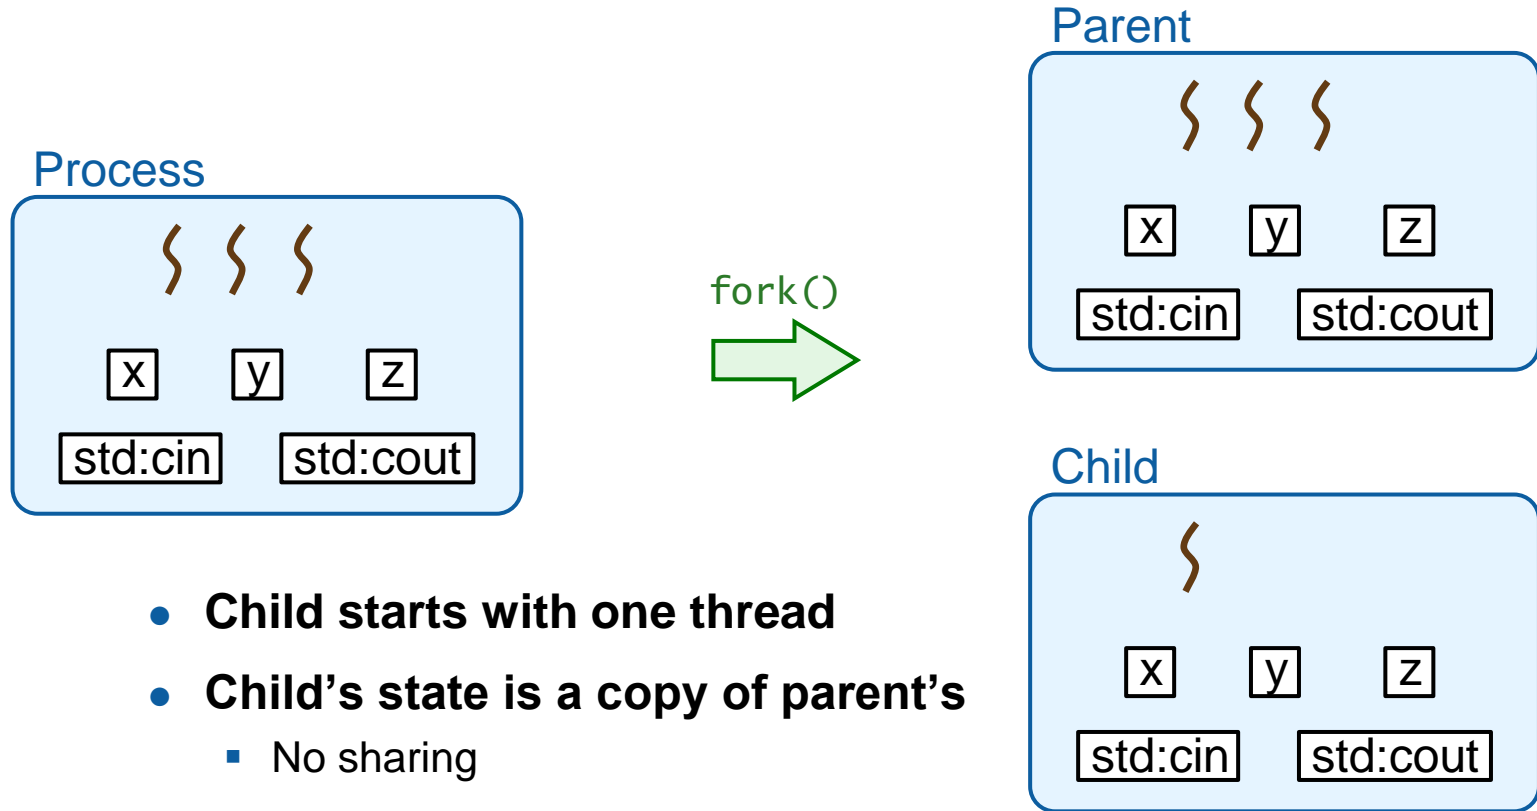 Process
x y z
std:cin std:cout
fork()
Parent
x y z
std:cin std:cout
Child
x y z
std:cin std:cout
● Child starts with one thread
● Child’s state is a copy of parent’s
▪ No sharing